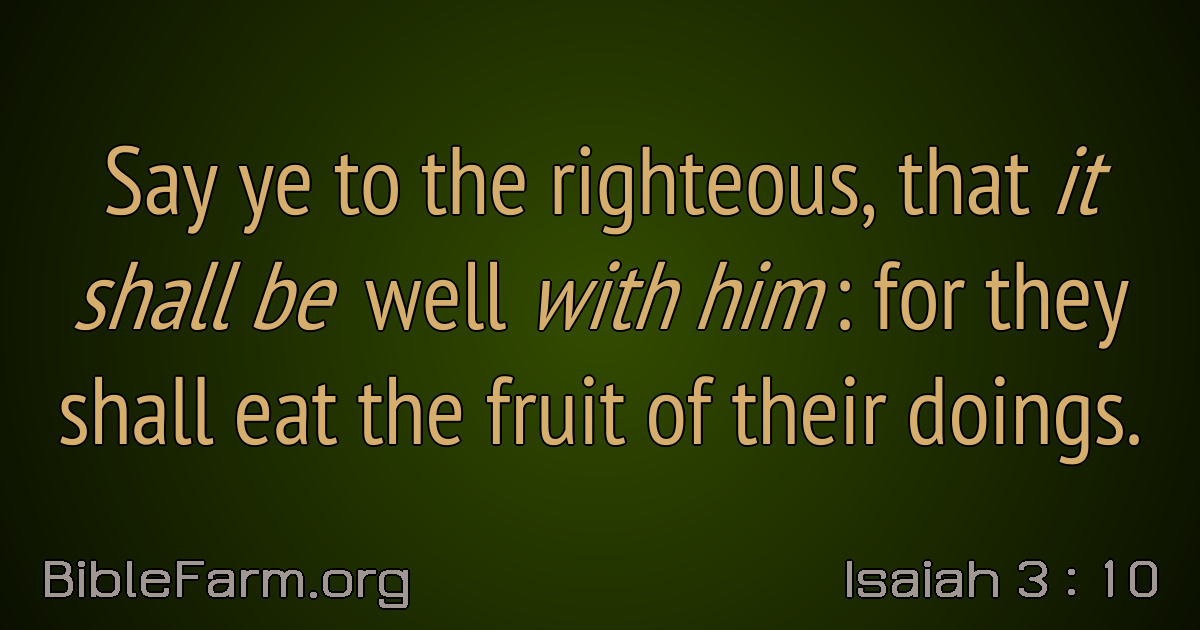 Say ye to the righteous, that it
shall be well with him: for they
shall eat the fruit of their doings.
BibleFarm.org
Isaiah 3 : 10